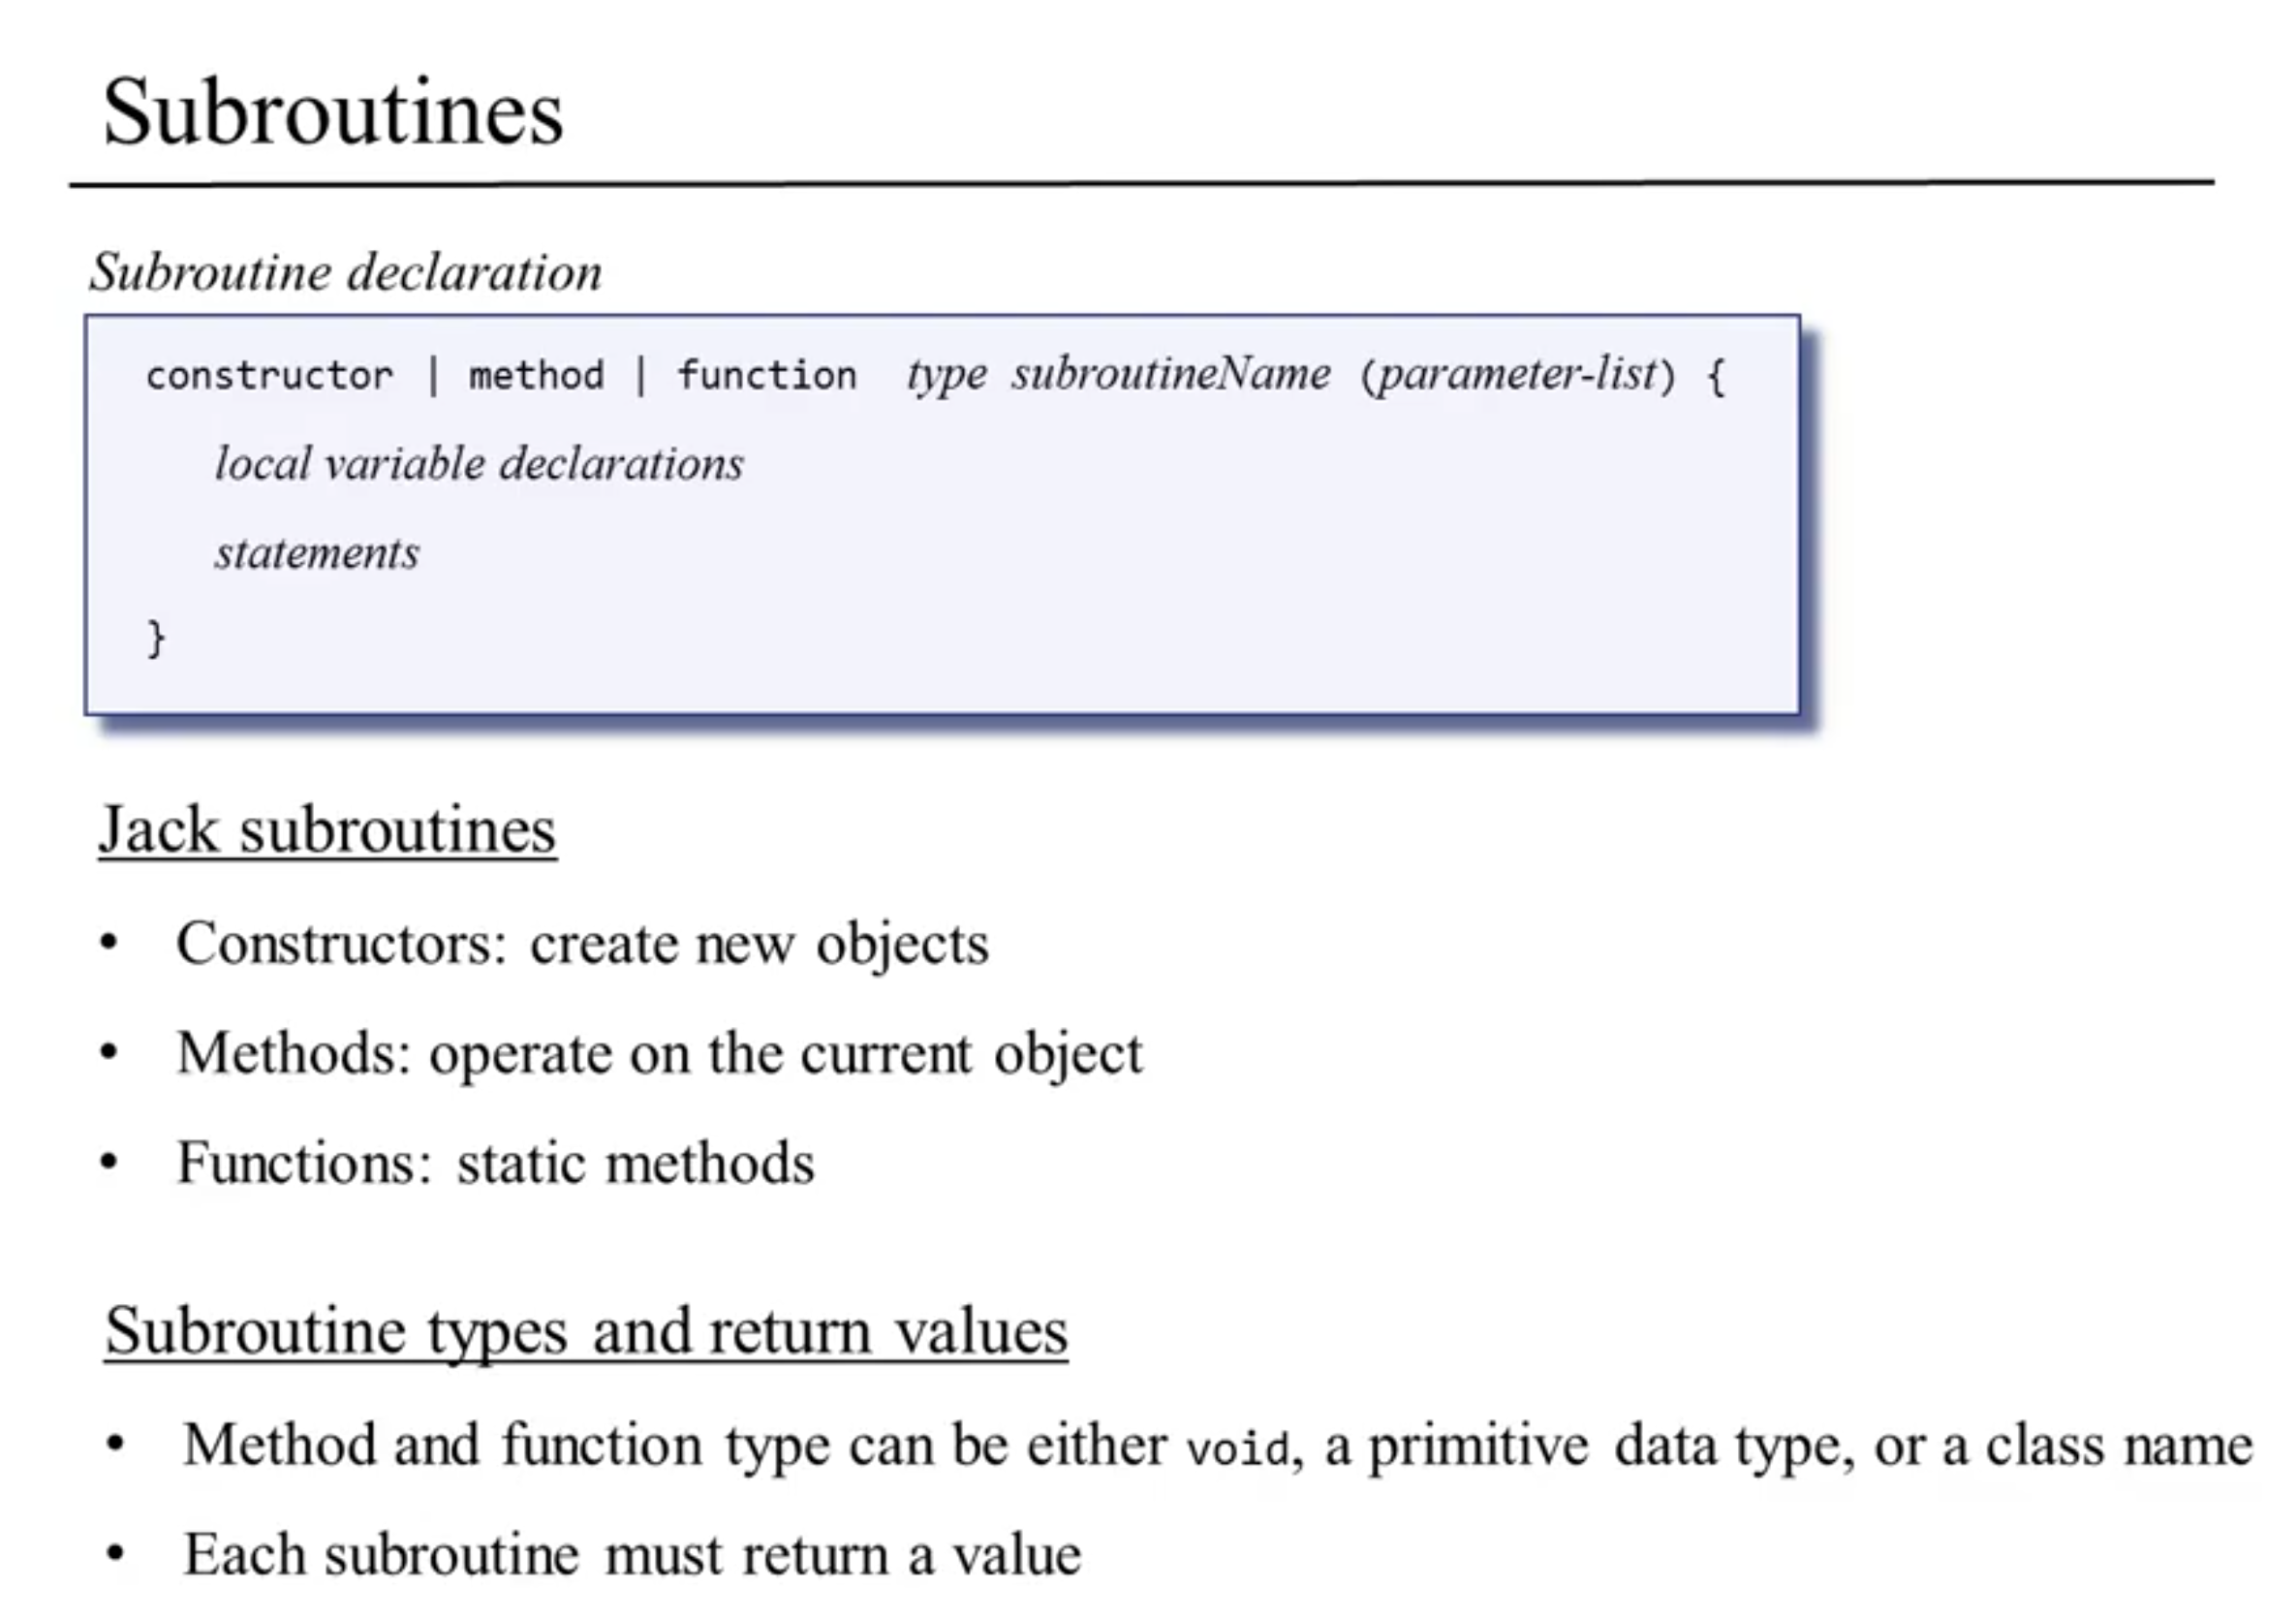 Subroutines
Subroutine declaration
constructor | method | function type subroutineName (parameter-list) {
local variable declarations
statements
}
Jack subroutines
• Constructors: create new objects
• Methods: operate on the current object
• Functions: static methods
Subroutine types and return values
• Method and function type can be either void, a primitive data type, or a class name
• Each subroutine must return a value